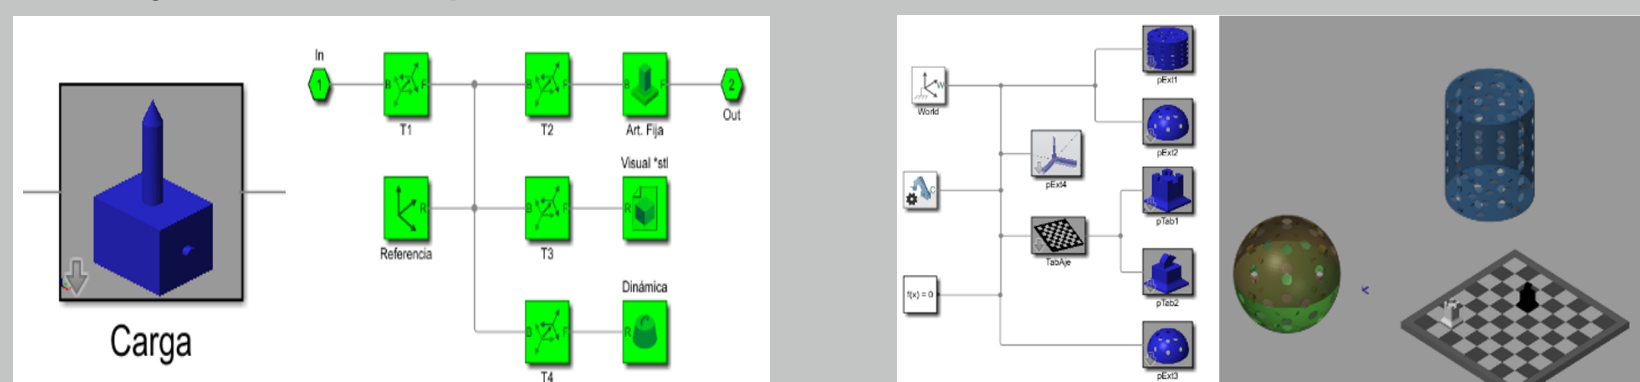 In
1
B
F
T1
B
F
T2
B
F
Art. Fija
2
Out
Visual *stl
R
Referencia
B
F
T3
R
Dinámica
B
F
T4
R
Carga
W
World
C
f(x) = 0
pExt1
pExt2
pExt4
pTab1
TabAje
pTab2
pExt3